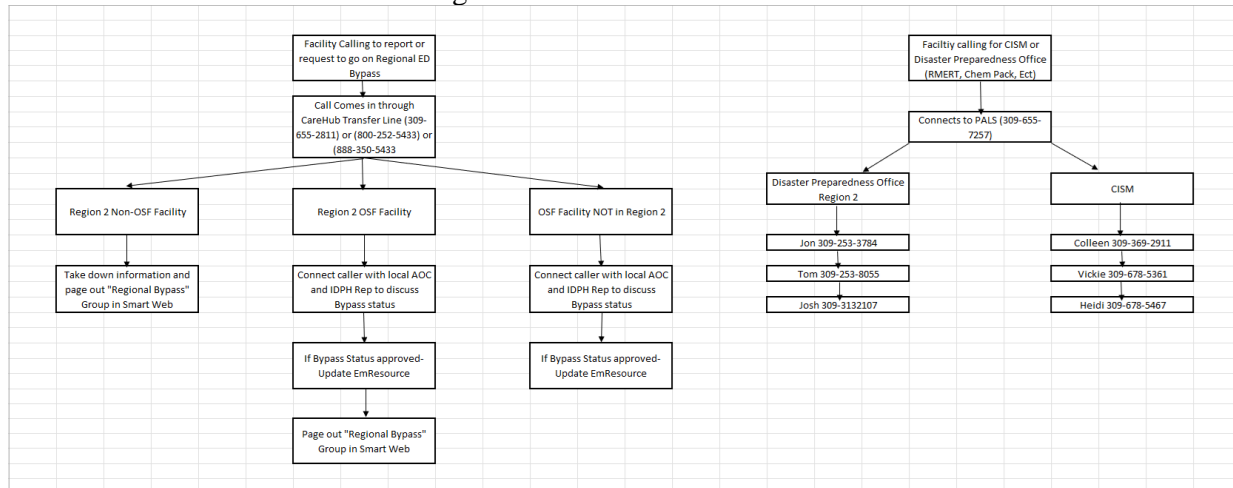 Facility Calling to report or
request to go on Regional ED
Bypass
Call Comes in through
CareHub Transfer Line (309-
655-2811) or (800-252-5433) or
(888-350-5433
Region 2 Non-OSF Facility
Region 2 OSF Facility
OSF Facility NOT in Region 2
Take down information and
page out "Regional Bypass"
Group in Smart Web
Connect caller with local AOC
and IDPH Rep to discuss
Bypass status
Connect caller with local AOC
and IDPH Rep to discuss
Bypass status
If Bypass Status approved-
Update EmResource
If Bypass Status approved-
Update EmResource
Page out "Regional Bypass"
Group in Smart Web
Faciltiy calling for CISM or
Disaster Preparedness Office
(RMERT, Chem Pack, Ect)
Connects to PALS (309-655-
7257)
Disaster Preparedness Office
Region 2
CISM
Jon 309-253-3784
Tom 309-253-8055
Josh 309-3132107
Colleen 309-369-2911
Vickie 309-678-5361
Heidi 309-678-5467